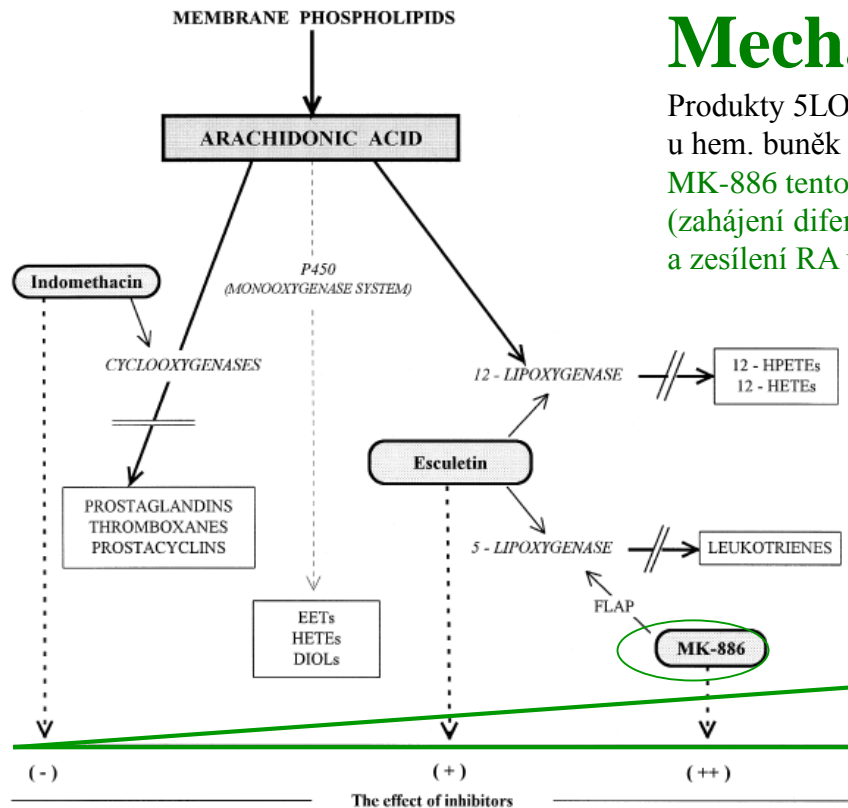 MEMBRANE PHOSPHOLIPIDS
Produkty 5LO
u hem. buněk
MK-886 tento
(zahájení
a zesílení RA
ARACHIDONIC ACID
P450
(MONOOXYGENASE SYSTEM)
Indomethacin
CYCLOOXYGENASES
12 - LIPOXYGENASE
12 - HPETEs
12 - HETEs
Esculetin
PROSTAGLANDINS
THROMBOXANES
PROSTACYCLINS
5 - LIPOXYGENASE
LEUKOTRIENES
FLAP
EETs
HETEs
DIOLs
MK-886
( - )
( + )
( ++ )
The effect of inhibitors